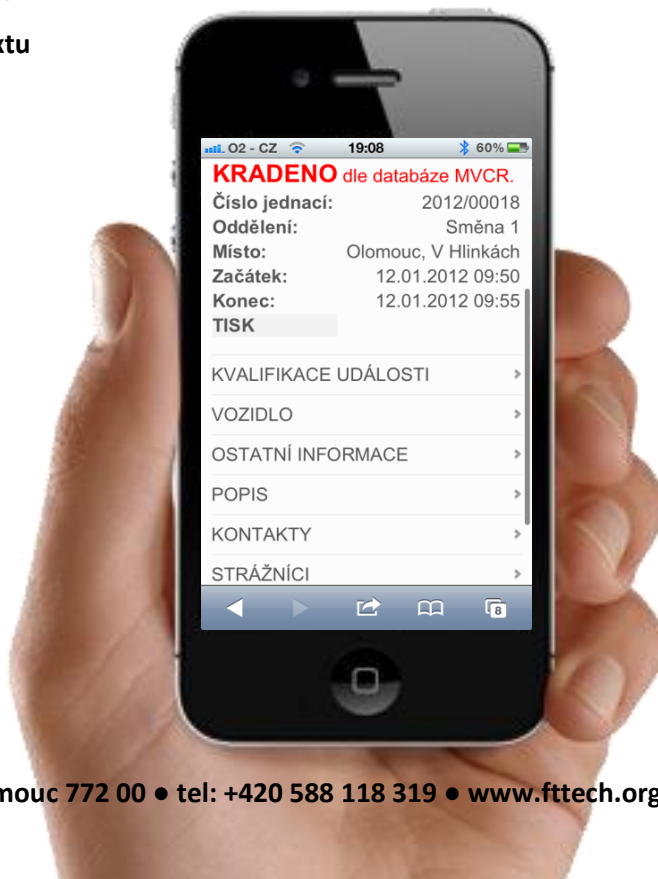 xtu
O2 - CZ 19:08 60%
KRADENO dle databáze MVCR.
Číslo jednací: 2012/00018
Oddělení: Směna 1
Místo: Olomouc, V Hlinkách
Začátek: 12.01.2012 09:50
Konec: 12.01.2012 09:55
TISK
KVALIFIKACE UDÁLOSTI
VOZIDLO
OSTATNÍ INFORMACE
POPIS
KONTAKTY
STRÁŽNÍCI
8
mouc 772 00 ● tel: +420 588 118 319 ● www.fttech.org